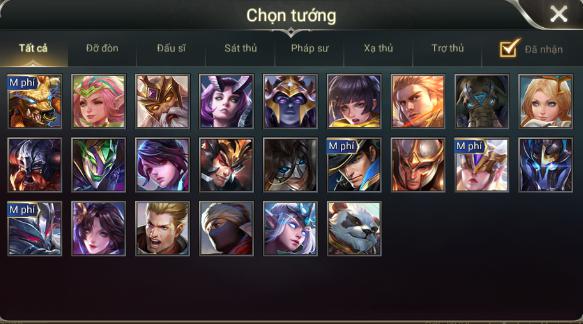 Chọn tướng
Tất cả Đỡ đòn Đấu sĩ Sát thủ Pháp sư Xạ thủ Trợ thủ Đã nhận
M phí
M phí M phí
M phí